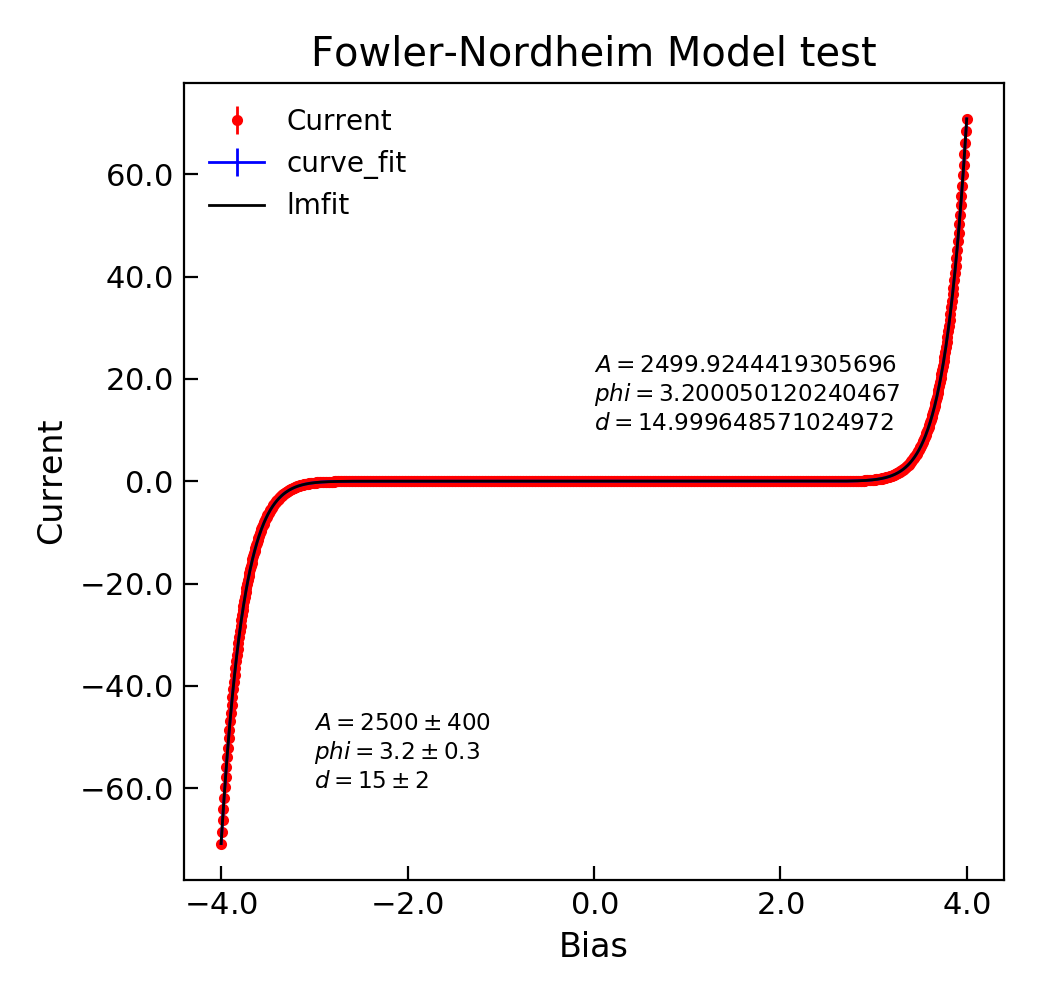 Fowler-Nordheim Model test
Current
curve_fit
lmfit
60.0
40.0
20.0
0.0
−20.0
−40.0
−60.0
Current
A = 2499.9244419305696
phi = 3.200050120240467
d = 14.999648571024972
A = 2500 ± 400
phi = 3.2 ± 0.3
d = 15 ± 2
−4.0
−2.0
0.0
2.0
4.0
Bias